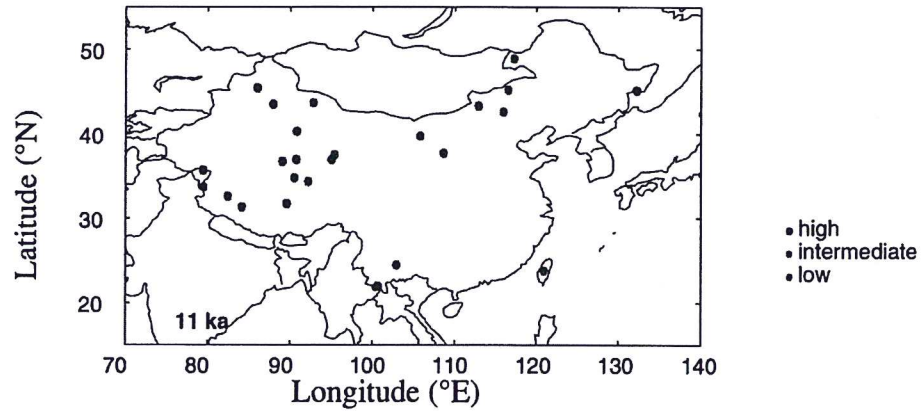 50
40
30
20
Latitude (°N)
11 ka
70 80 90 100 110 120 130 140
Longitude (°E)
high
intermediate
low